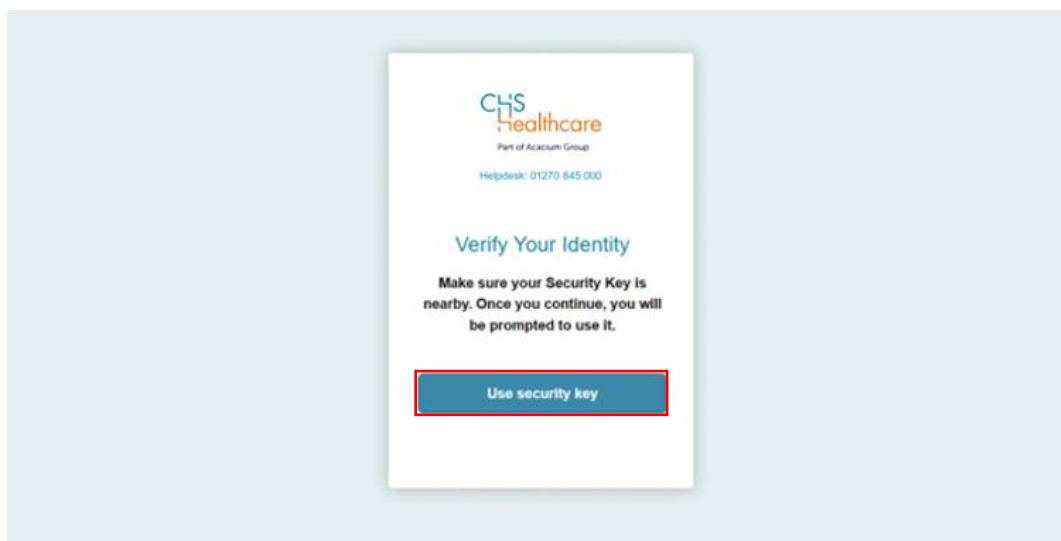 CHS
Healthcare
Part of Acacium Group
Helpdesk: 01270 845 000
Verify Your Identity
Make sure your Security Key is
nearby. Once you continue, you will
be prompted to use it.
Use security key